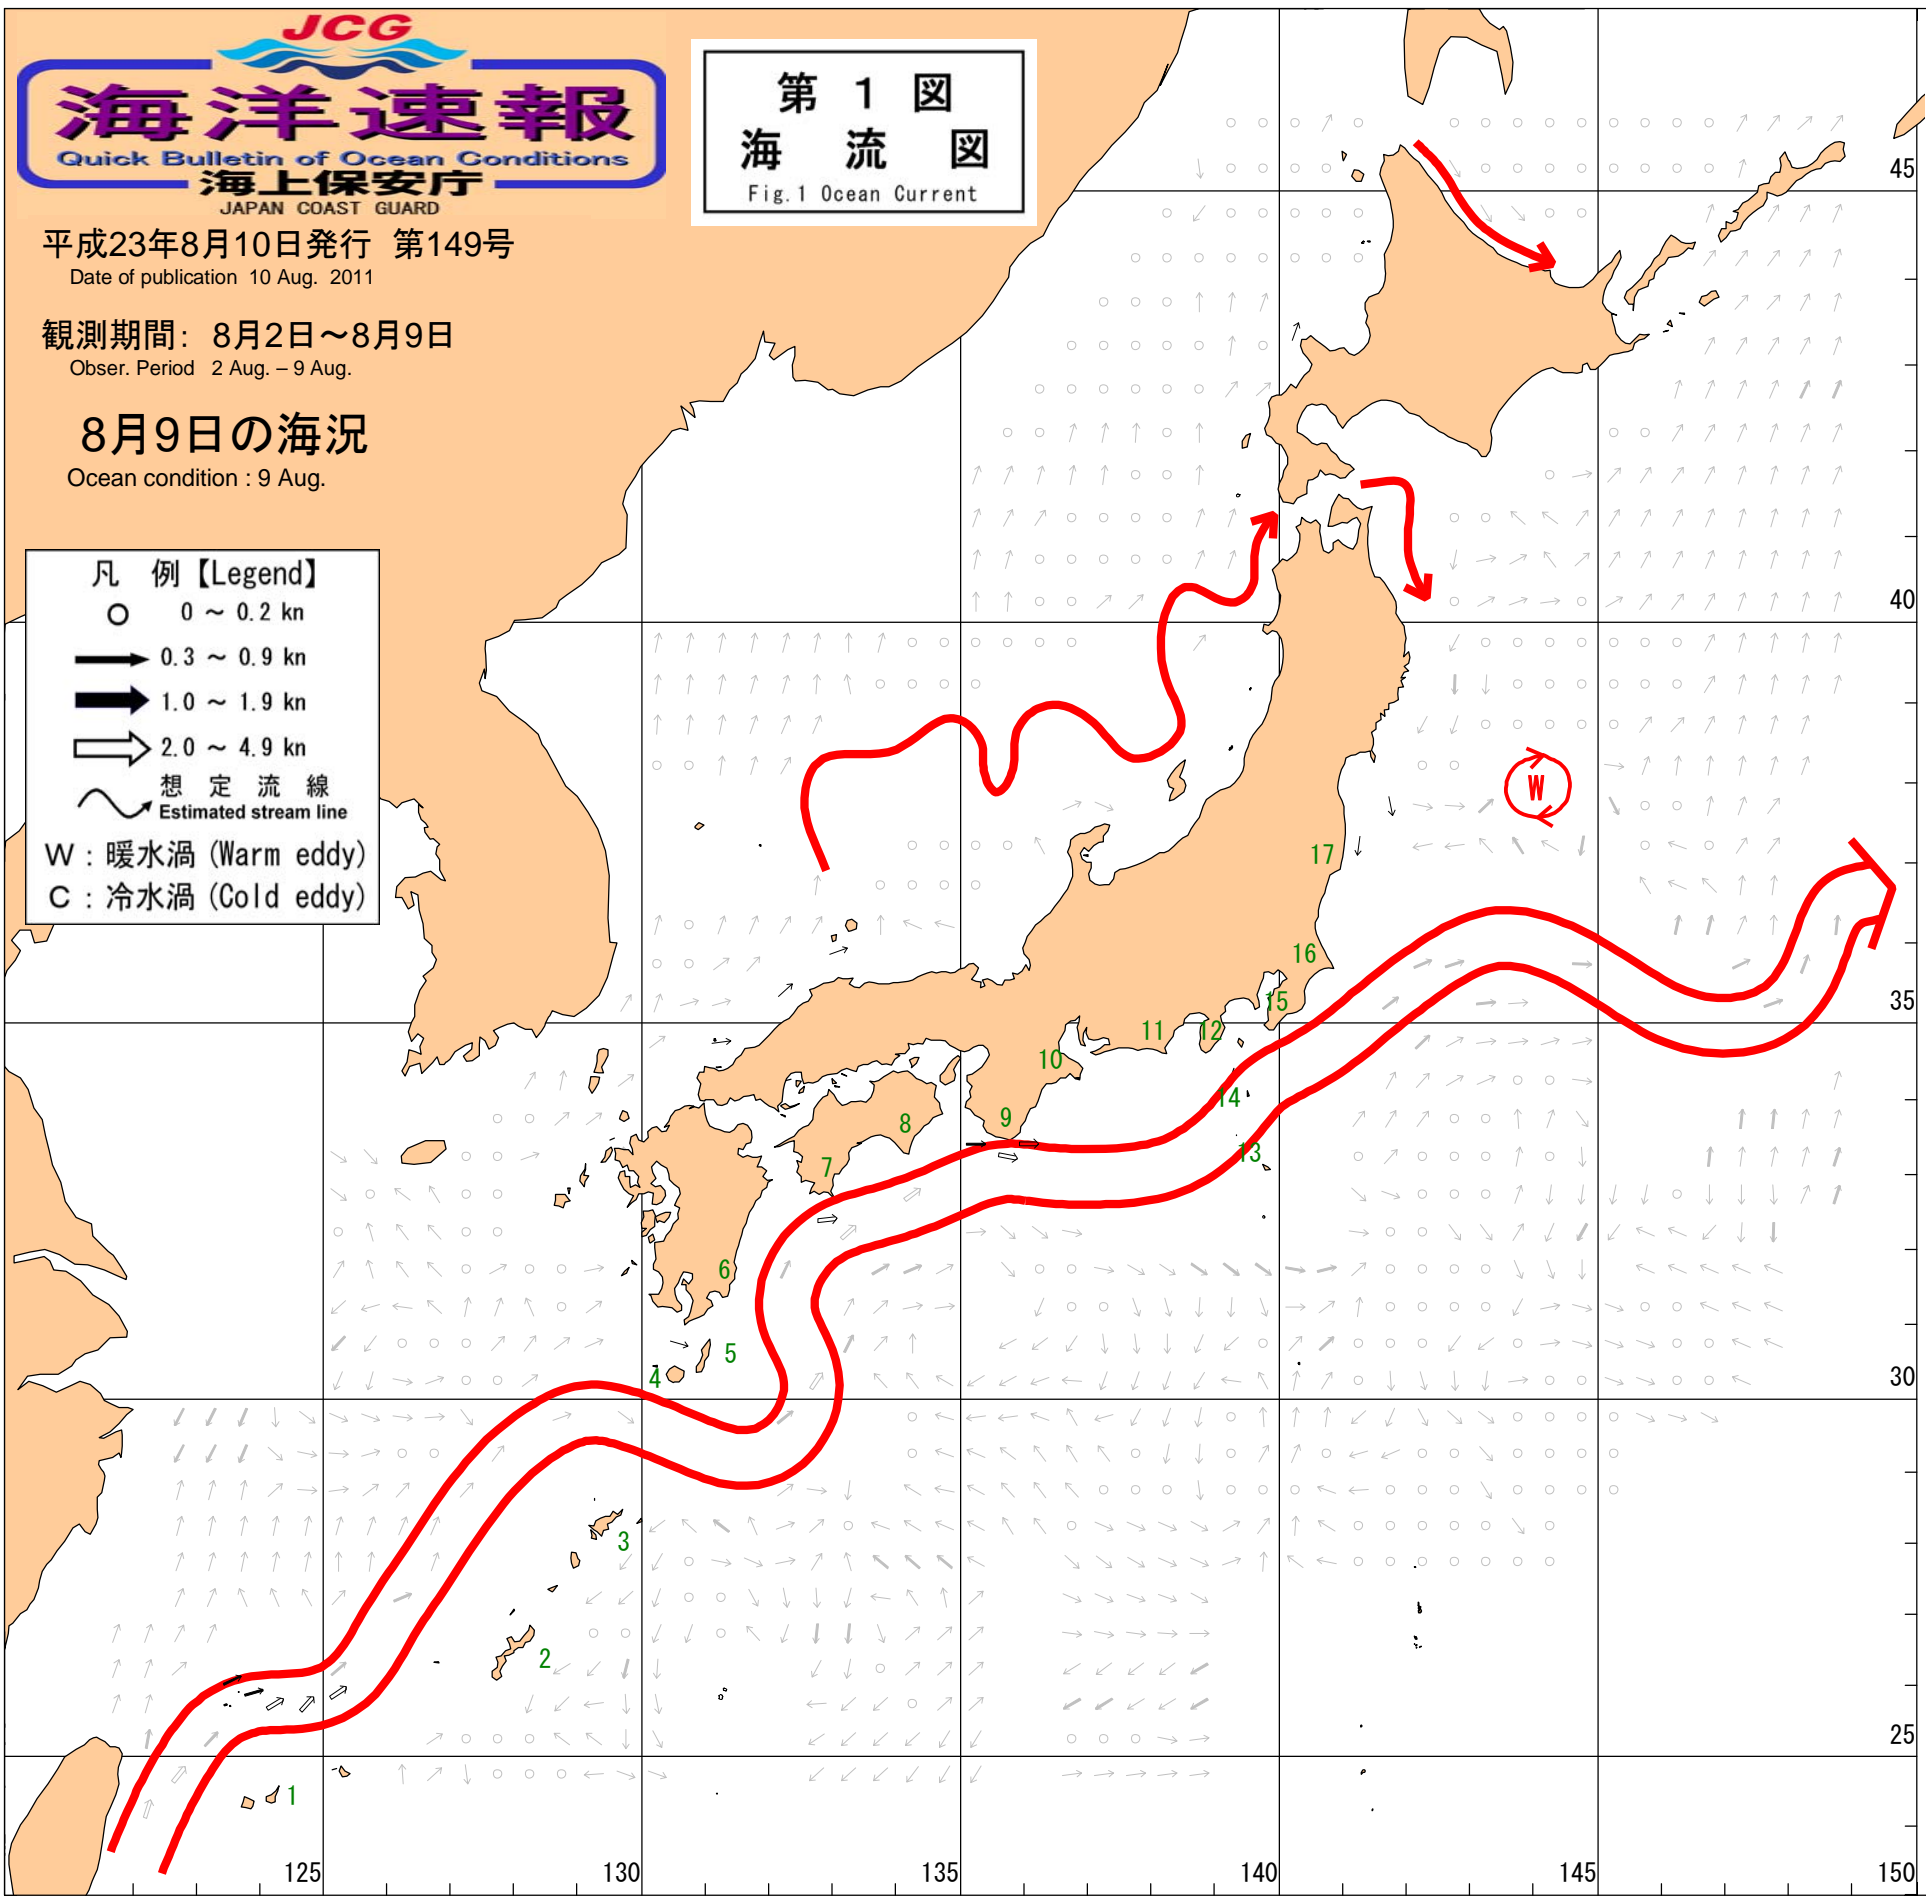 JCG
海洋速報
Quick Bulletin of Ocean Conditions
海上保安庁
JAPAN COAST GUARD
第 1 図
海 流 図
Fig.1 Ocean Current
平成23年8月10日発行 第149号
Date of publication 10 Aug. 2011
観測期間: 8月2日～8月9日
Obser. Period 2 Aug. – 9 Aug.
8月9日の海況
Ocean condition : 9 Aug.
凡 例【Legend】
0 ～ 0.2 kn
0.3 ～ 0.9 kn
1.0 ～ 1.9 kn
2.0 ～ 4.9 kn
想 定 流 線
Estimated stream line
W : 暖水渦 (Warm eddy)
C : 冷水渦 (Cold eddy)
45
40
W
17
16
35
15
12
11
10
14
9
8
13
7
6
5
4
30
3
2
25
1
125
130
135
140
145
150